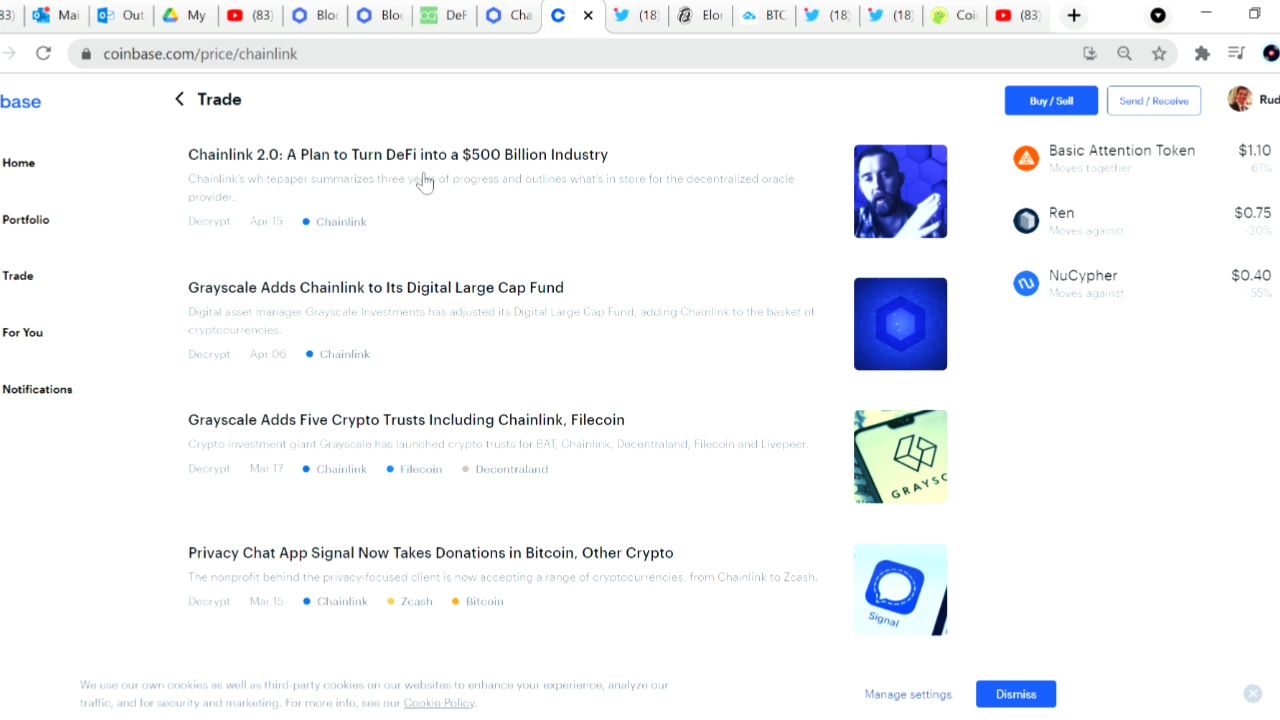 83)
Mai
Out
My
(83)
Bloc
Bloc
DeF
Cha
(18)
Elor
BTC
(18)
(18)
Coi
(83)
coinbase.com/price/chainlink
base
Trade
Buy / Sell
Send / Receive
Rud
Home
Portfolio
Trade
For You
Notifications
Chainlink 2.0: A Plan to Turn DeFi into a $500 Billion Industry
Chainlink's whitepaper summarizes three years of progress and outlines what's in store for the decentralized oracle
provider.
Decrypt Apr 15 Chainlink
Grayscale Adds Chainlink to Its Digital Large Cap Fund
Digital asset manager Grayscale Investments has adjusted its Digital Large Cap Fund, adding Chainlink to the basket of
cryptocurrencies.
Decrypt Apr 06 Chainlink
Grayscale Adds Five Crypto Trusts Including Chainlink, Filecoin
Crypto investment giant Grayscale has launched crypto trusts for BAT, Chainlink, Decentraland, Filecoin and Livepeer.
Decrypt Mar 17 Chainlink Filecoin Decentraland
GRAYSC
Privacy Chat App Signal Now Takes Donations in Bitcoin, Other Crypto
The nonprofit behind the privacy-focused client is now accepting a range of cryptocurrencies, from Chainlink to Zcash.
Decrypt Mar 15 Chainlink Zcash Bitcoin
Signal
Basic Attention Token $1.10
Moves together 61%
Ren $0.75
Moves against -30%
NuCypher $0.40
Moves against -55%
We use our own cookies as well as third-party cookies on our websites to enhance your experience, analyze our
traffic, and for security and marketing. For more info, see our Cookie Policy.
Manage settings
Dismiss